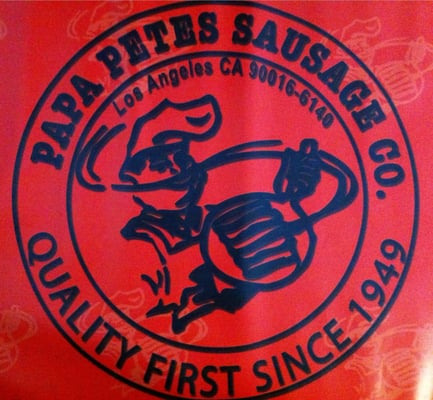 PAPA PETES SAUSAGE CO.
Los Angeles CA 90016-6140
QUALITY FIRST SINCE 1949